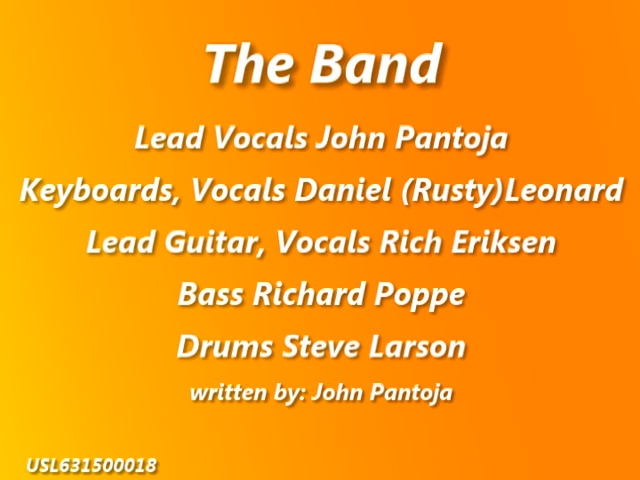 The Band
Lead Vocals John Pantoja
Keyboards, Vocals Daniel (Rusty)Leonard
Lead Guitar, Vocals Rich Eriksen
Bass Richard Poppe
Drums Steve Larson
written by: John Pantoja
USL631500018